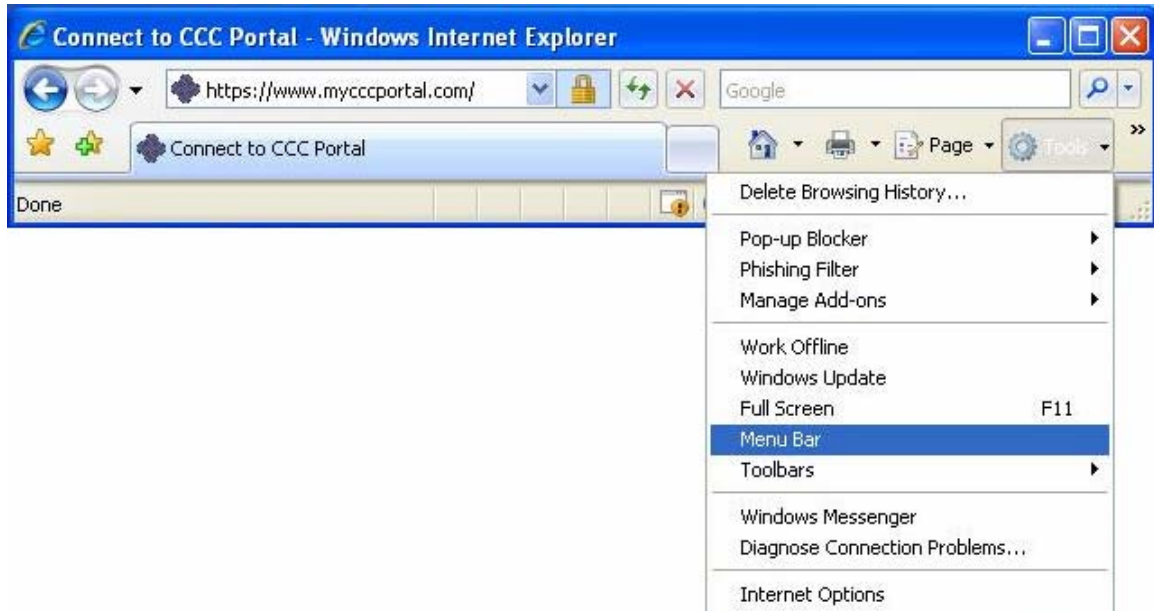 Connect to CCC Portal - Windows Internet Explorer
https://www.mycccportal.com/
Google
Connect to CCC Portal
Page
Tools
Done
Delete Browsing History...
Pop-up Blocker
Phishing Filter
Manage Add-ons
Work Offline
Windows Update
Full Screen F11
Menu Bar
Toolbars
Windows Messenger
Diagnose Connection Problems...
Internet Options